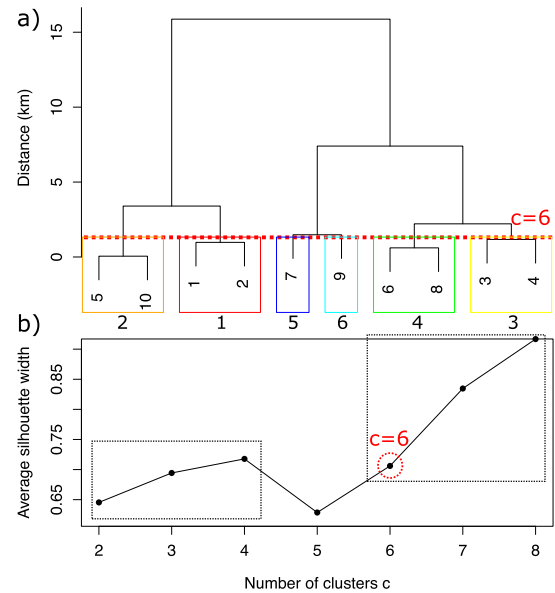 a)
Distance (km)
15
10
5
0
c=6
5
10
1
2
7
9
6
8
3
4
2
1
5
6
4
3
b)
Average silhouette width
0.85
0.75
0.65
c=6
2 3 4 5 6 7 8
Number of clusters c